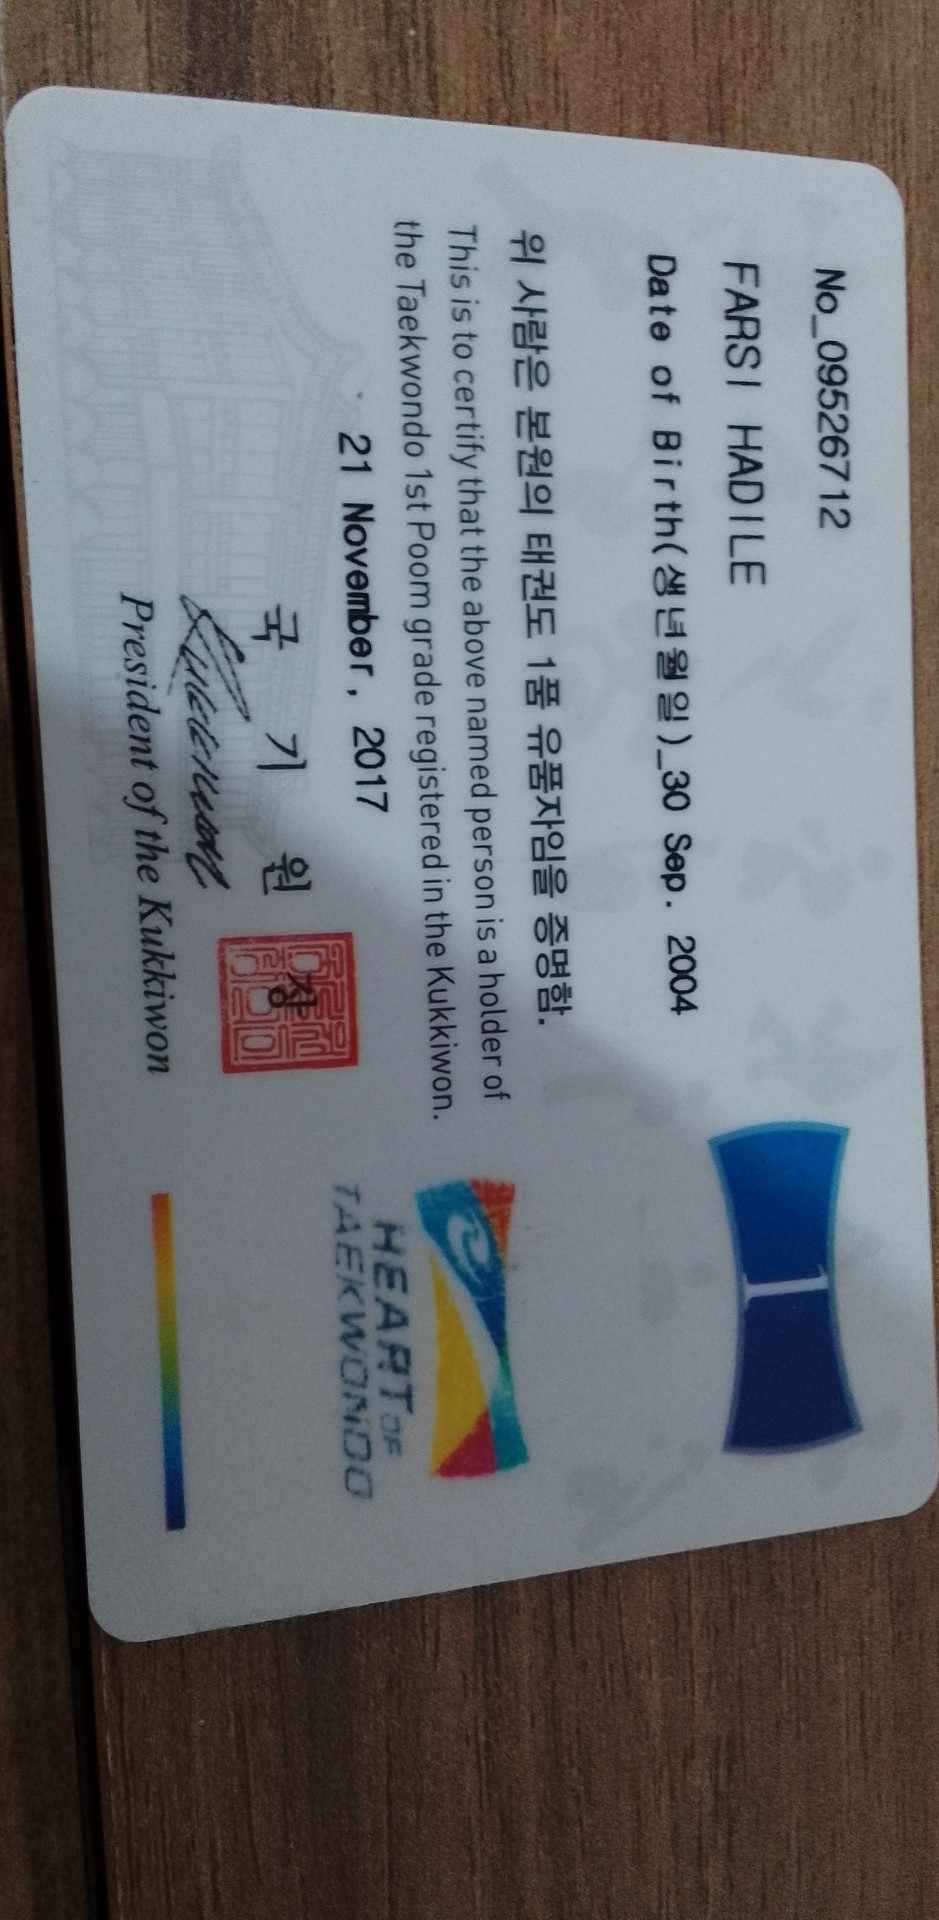 No_09526712
FARSI HADILE
Date of Birth(생년월일)_30 Sep. 2004
위 사람은 본원의 태권도 1품 유품자임을 증명함.
This is to certify that the above named person is a holder of
the Taekwondo 1st Poom grade registered in the Kukkiwon.
21 November, 2017
국 기 원 장
President of the Kukkiwon
HEART OF
TAEKWONDO